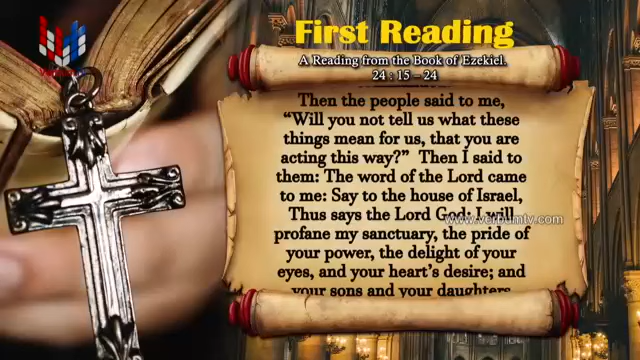 First Reading
A Reading from the Book of Ezekiel.
24 : 15 – 24
Then the people said to me,
“Will you not tell us what these
things mean for us, that you are
acting this way?” Then I said to
them: The word of the Lord came
to me: Say to the house of Israel,
Thus says the Lord God: I will
www.verbumtv.com
profane my sanctuary, the pride of
your power, the delight of your
eyes, and your heart’s desire; and
your sons and your daughters